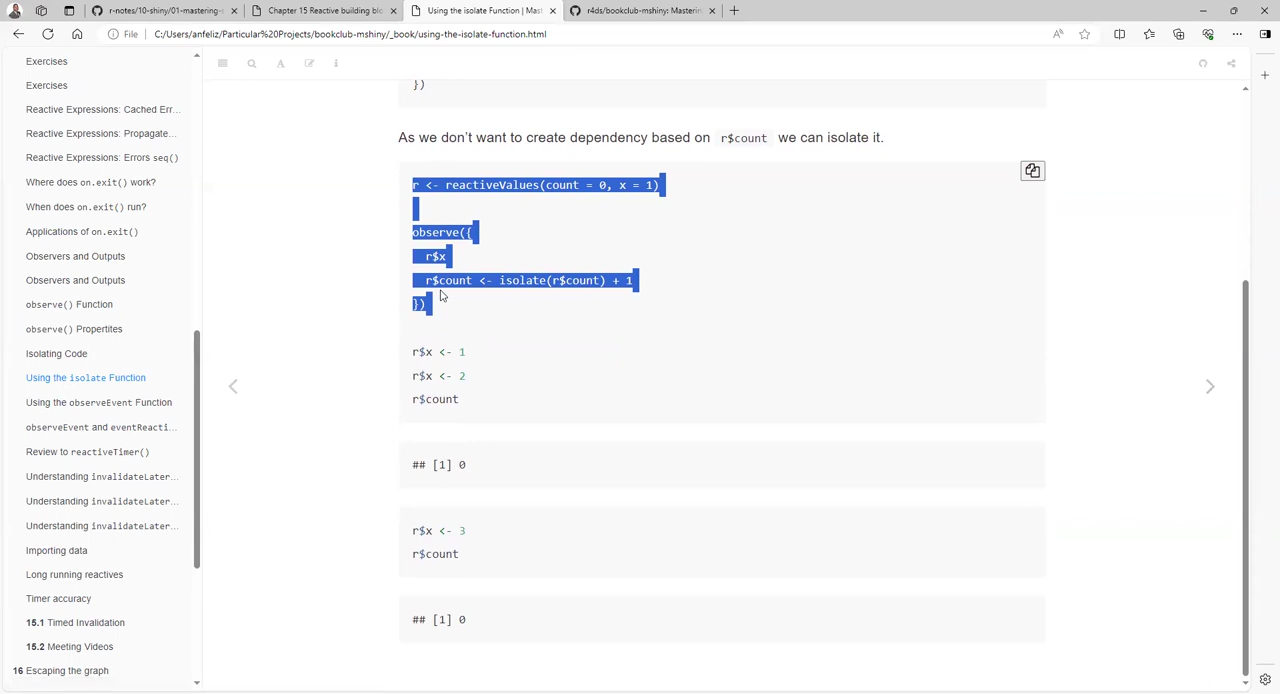 r-notes/10-shiny/01-mastering-s
Chapter 15 Reactive building blo
Using the isolate Function | Mast
r4ds/bookclub-mshiny: Masterin
File
C:/Users/anfeliz/Particular%20Projects/bookclub-mshiny/_book/using-the-isolate-function.html
Exercises
Exercises
Reactive Expressions: Cached Err...
Reactive Expressions: Propagate...
Reactive Expressions: Errors seq()
Where does on.exit() work?
When does on.exit() run?
Applications of on.exit()
Observers and Outputs
Observers and Outputs
observe() Function
observe() Propertites
Isolating Code
Using the isolate Function
Using the observeEvent Function
observeEvent and eventReacti...
Review to reactiveTimer()
Understanding invalidateLater...
Understanding invalidateLater...
Understanding invalidateLater...
Importing data
Long running reactives
Timer accuracy
15.1 Timed Invalidation
15.2 Meeting Videos
16 Escaping the graph
})
As we don't want to create dependency based on r$count we can isolate it.
r <- reactiveValues(count = 0, x = 1)
observe({
r$x
r$count <- isolate(r$count) + 1
})
r$x <- 1
r$x <- 2
r$count
## [1] 0
r$x <- 3
r$count
## [1] 0